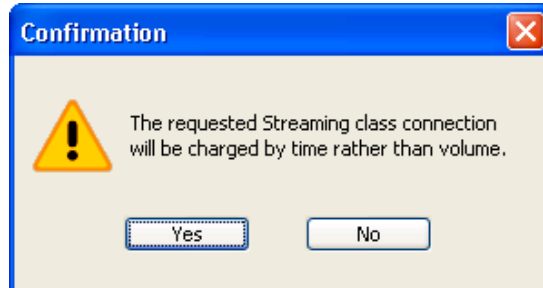 Confirmation
The requested Streaming class connection
will be charged by time rather than volume.
Yes
No